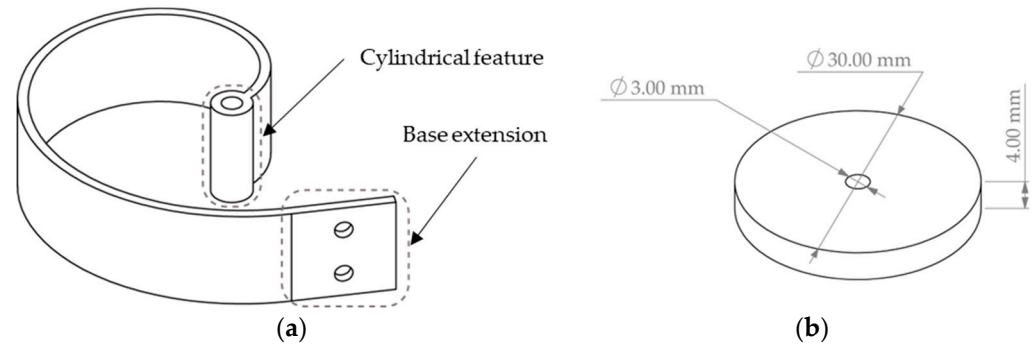 Cylindrical feature
Base extension
(a)
∅ 30.00 mm
∅ 3.00 mm
4.00 mm
(b)